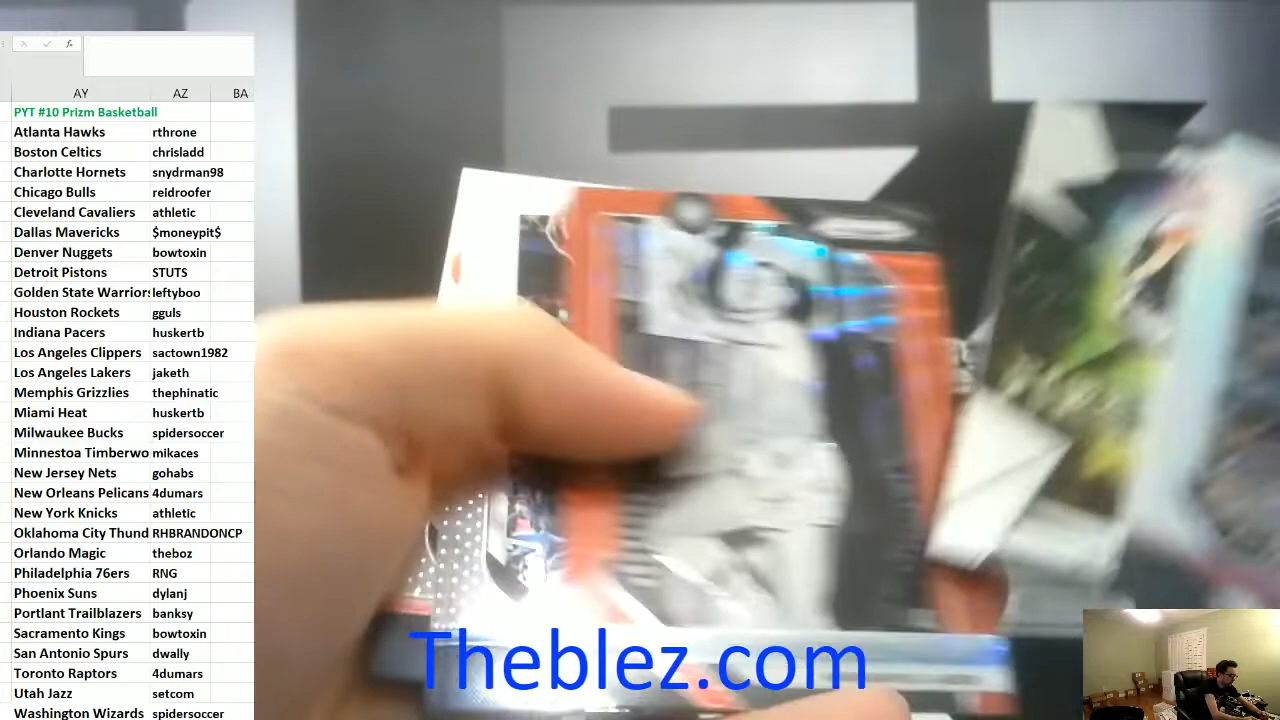 fx
AY AZ BA
PYT #10 Prizm Basketball
Atlanta Hawks rthrone
Boston Celtics chrisladd
Charlotte Hornets snydrman98
Chicago Bulls reidroofer
Cleveland Cavaliers athletic
Dallas Mavericks $moneypit$
Denver Nuggets bowtoxin
Detroit Pistons STUTS
Golden State Warriors leftyboo
Houston Rockets gguls
Indiana Pacers huskertb
Los Angeles Clippers sactown1982
Los Angeles Lakers jaketh
Memphis Grizzlies thephinatic
Miami Heat huskertb
Milwaukee Bucks spidersoccer
Minnestoa Timberwo mikaces
New Jersey Nets gohabs
New Orleans Pelicans 4dumars
New York Knicks athletic
Oklahoma City Thund RHBRANDONCP
Orlando Magic theboz
Philadelphia 76ers RNG
Phoenix Suns dylanj
Portlant Trailblazers banksy
Sacramento Kings bowtoxin
San Antonio Spurs dwally
Toronto Raptors 4dumars
Utah Jazz setcom
Washington Wizards spidersoccer
Theblez.com